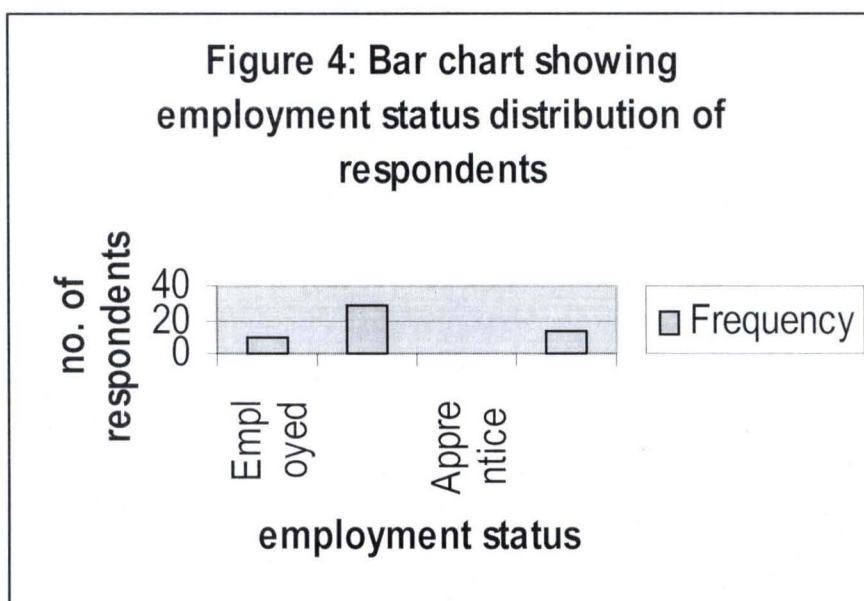 Figure 4: Bar chart showing
employment status distribution of
respondents
no. of
respondents
40
20
0
Empl
oyed
Appre
ntice
employment status
Frequency